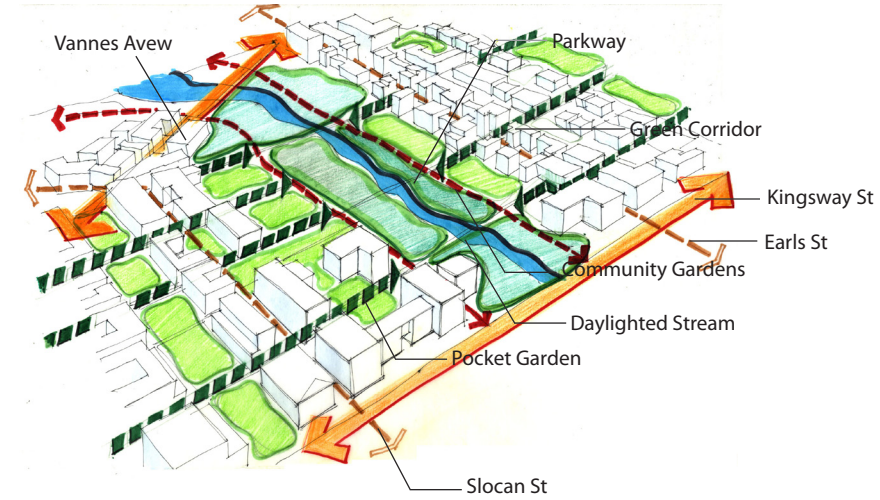 Vannes Avew
Parkway
Green Corridor
Kingsway St
Earls St
Community Gardens
Daylighted Stream
Pocket Garden
Slocan St